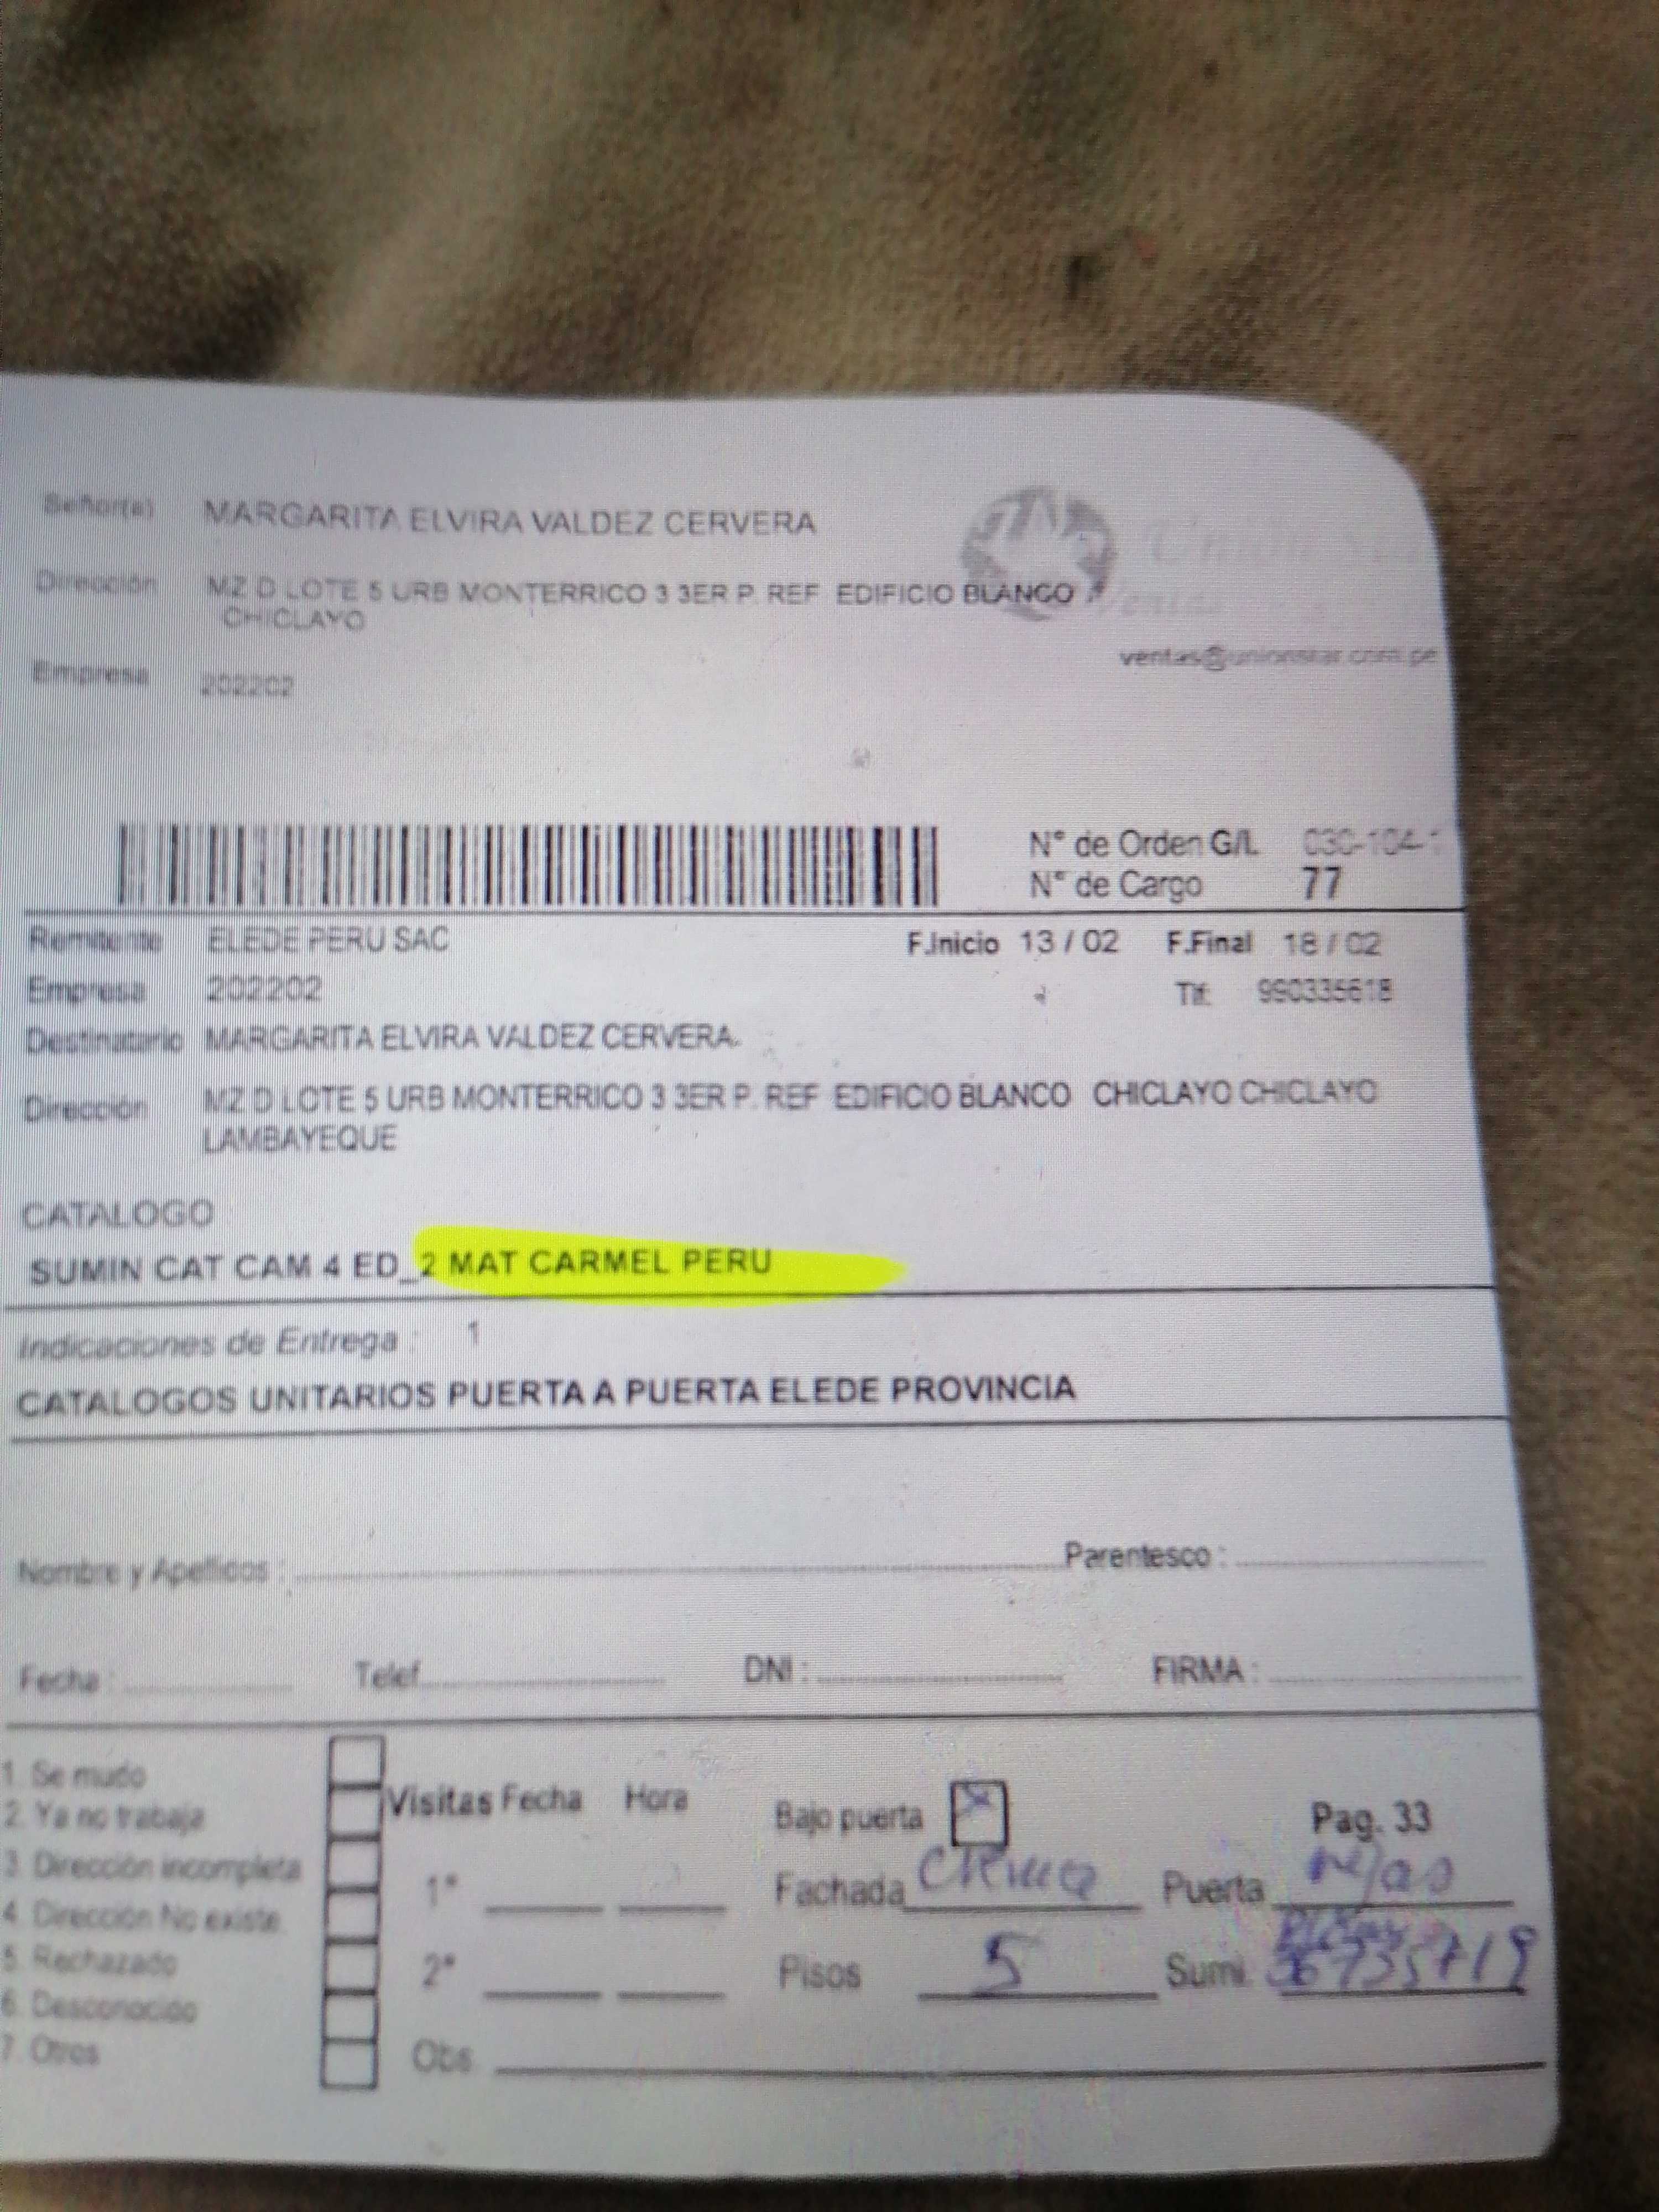 Señor(a) MARGARITA ELVIRA VALDEZ CERVERA
Dirección MZ D LOTE 5 URB MONTERRICO 3 3ER P. REF EDIFICIO BLANCO
CHICLAYO
ventas@unionstar.com.pe
Empresa 202202
N° de Orden G/L
N° de Cargo 77
Remitente ELEDE PERU SAC F.Inicio 13 / 02 F.Final 18 / 02
Empresa 202202 Tlf: 990335618
Destinatario MARGARITA ELVIRA VALDEZ CERVERA.
Dirección MZ D LOTE 5 URB MONTERRICO 3 3ER P. REF EDIFICIO BLANCO CHICLAYO CHICLAYO
LAMBAYEQUE
CATALOGO
SUMIN CAT CAM 4 ED_2 MAT CARMEL PERU
Indicaciones de Entrega : 1
CATALOGOS UNITARIOS PUERTA A PUERTA ELEDE PROVINCIA
Nombre y Apellidos : Parentesco :
Fecha : Telef. DNI : FIRMA :
1. Se mudo
2. Ya no trabaja
3. Dirección incompleta
4. Dirección No existe.
5. Rechazado
6. Desconocido
7. Otros
Visitas Fecha Hora
1°
2°
Obs
Bajo puerta x Pag. 33
Fachada Crema Puerta rejas
Pisos 5 Sumi.